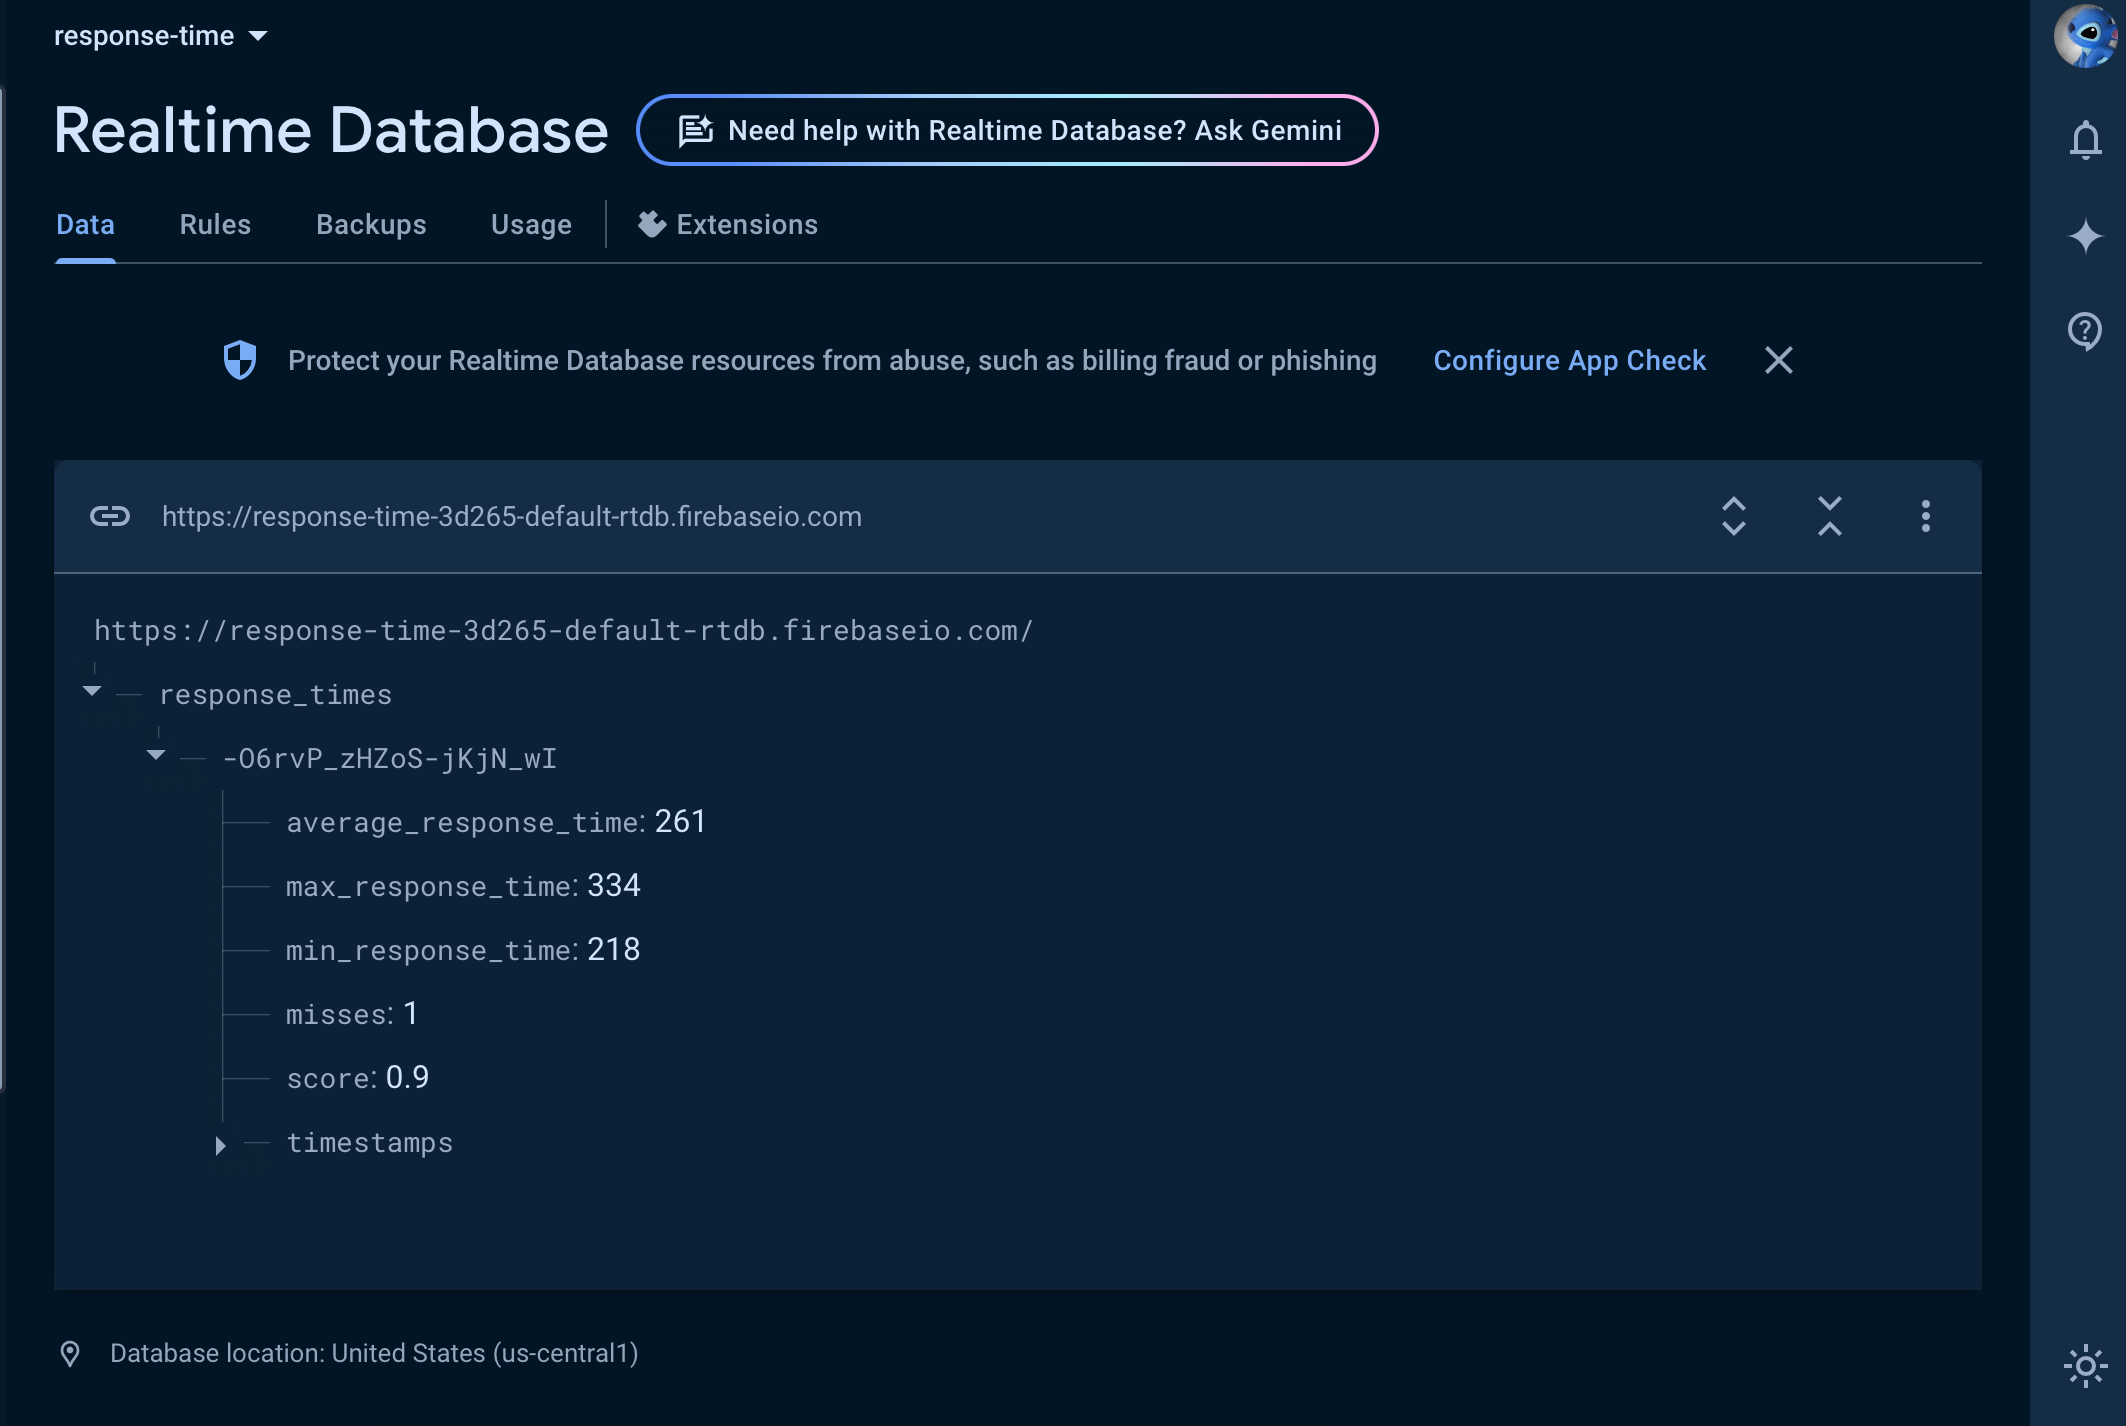 response-time
Realtime Database
Need help with Realtime Database? Ask Gemini
Data Rules Backups Usage Extensions
Protect your Realtime Database resources from abuse, such as billing fraud or phishing Configure App Check
https://response-time-3d265-default-rtdb.firebaseio.com
https://response-time-3d265-default-rtdb.firebaseio.com/
response_times
-O6rvP_zHZoS-jKjN_wI
average_response_time: 261
max_response_time: 334
min_response_time: 218
misses: 1
score: 0.9
timestamps
Database location: United States (us-central1)